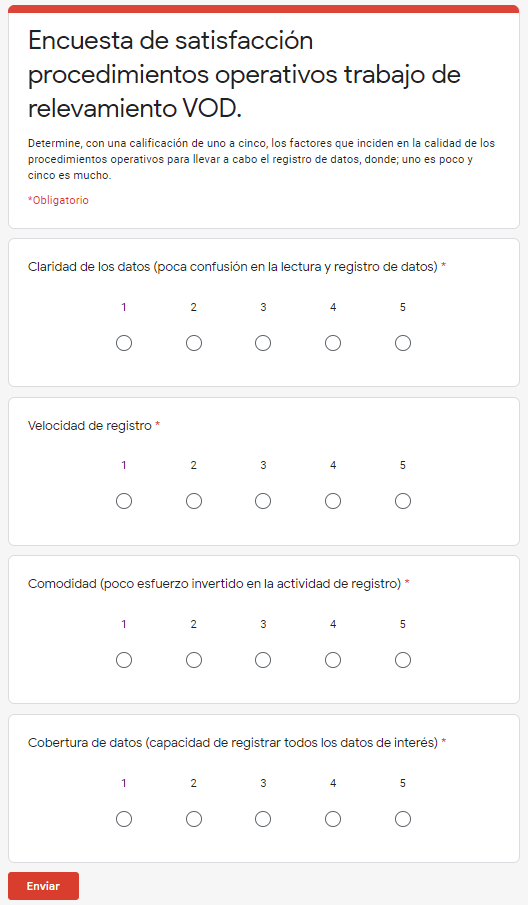 Encuesta de satisfacción
procedimientos operativos trabajo de
relevamiento VOD.
Determine, con una calificación de uno a cinco, los factores que inciden en la calidad de los
procedimientos operativos para llevar a cabo el registro de datos, donde; uno es poco y
cinco es mucho.
*Obligatorio
Claridad de los datos (poca confusión en la lectura y registro de datos) *
1 2 3 4 5
Velocidad de registro *
1 2 3 4 5
Comodidad (poco esfuerzo invertido en la actividad de registro) *
1 2 3 4 5
Cobertura de datos (capacidad de registrar todos los datos de interés) *
1 2 3 4 5
Enviar